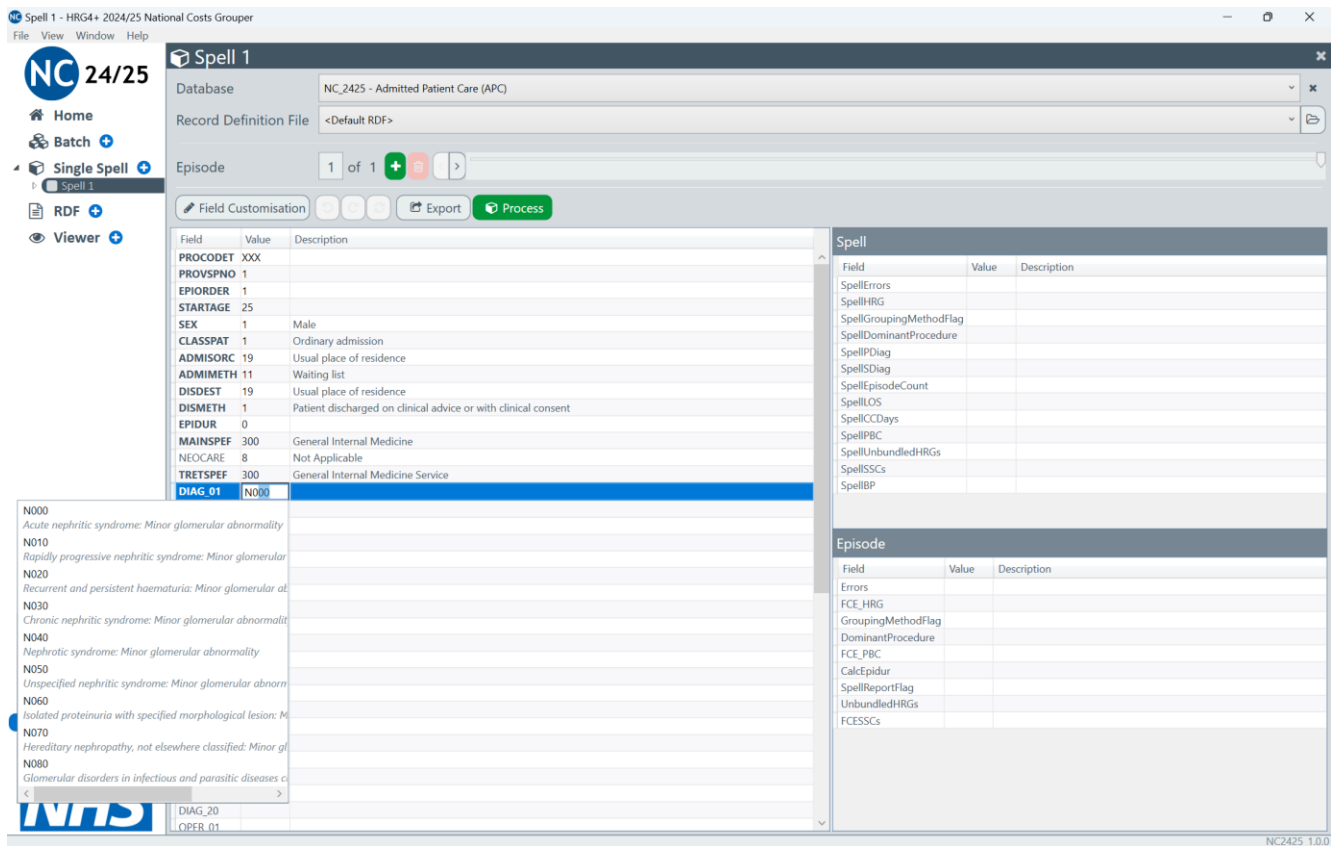 NC Spell 1 - HRG4+ 2024/25 National Costs Grouper
File View Window Help
NC 24/25
Home
Batch
Single Spell
Spell 1
RDF
Viewer
Spell 1
Database NC_2425 - Admitted Patient Care (APC)
Record Definition File <Default RDF>
Episode 1 of 1
Field Customisation Export Process
Field Value Description
PROCODET XXX
PROVSPNO 1
EPIORDER 1
STARTAGE 25
SEX 1 Male
CLASSPAT 1 Ordinary admission
ADMISORC 19 Usual place of residence
ADMIMETH 11 Waiting list
DISDEST 19 Usual place of residence
DISMETH 1 Patient discharged on clinical advice or with clinical consent
EPIDUR 0
MAINSPEF 300 General Internal Medicine
NEOCARE 8 Not Applicable
TRETSPEF 300 General Internal Medicine Service
DIAG_01 N000
N000
Acute nephritic syndrome: Minor glomerular abnormality
N010
Rapidly progressive nephritic syndrome: Minor glomerular
N020
Recurrent and persistent haematuria: Minor glomerular ab
N030
Chronic nephritic syndrome: Minor glomerular abnormalit
N040
Nephrotic syndrome: Minor glomerular abnormality
N050
Unspecified nephritic syndrome: Minor glomerular abnorm
N060
Isolated proteinuria with specified morphological lesion: M
N070
Hereditary nephropathy, not elsewhere classified: Minor gl
N080
Glomerular disorders in infectious and parasitic diseases c
NHS
DIAG_20
OPER_01
Spell
Field Value Description
SpellErrors
SpellHRG
SpellGroupingMethodFlag
SpellDominantProcedure
SpellPDiag
SpellSDiag
SpellEpisodeCount
SpellLOS
SpellCCDays
SpellPBC
SpellUnbundledHRGs
SpellSSCs
SpellBP
Episode
Field Value Description
Errors
FCE_HRG
GroupingMethodFlag
DominantProcedure
FCE_PBC
CalcEpidur
SpellReportFlag
UnbundledHRGs
FCESSCs
NC2425 1.0.0